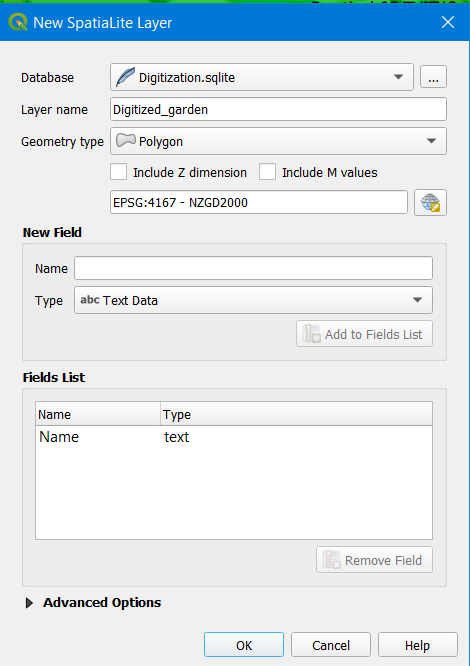 New SpatiaLite Layer
Database Digitization.sqlite ...
Layer name Digitized_garden
Geometry type Polygon
Include Z dimension Include M values
EPSG:4167 - NZGD2000
New Field
Name
Type abc Text Data
Add to Fields List
Fields List
Name Type
Name text
Remove Field
Advanced Options
OK Cancel Help